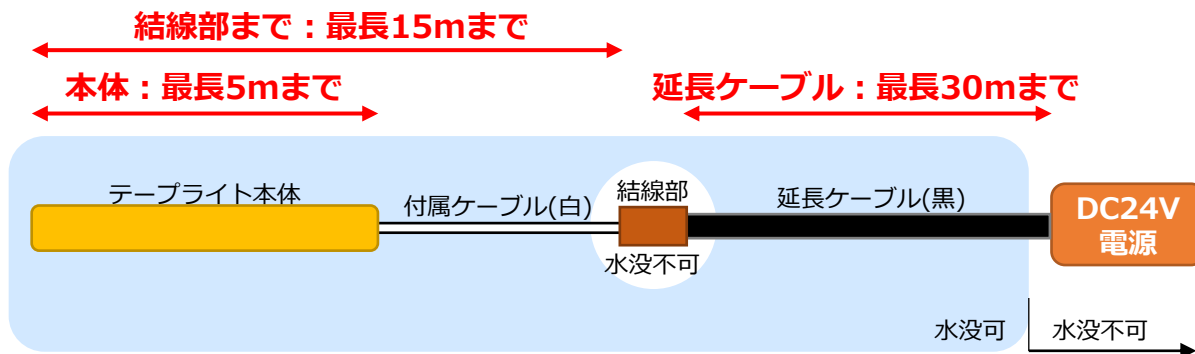 結線部まで：最長15mまで
本体：最長5mまで
延長ケーブル：最長30mまで
テープライト本体
付属ケーブル(白)
結線部
水没不可
延長ケーブル(黒)
DC24V
電源
水没可
水没不可